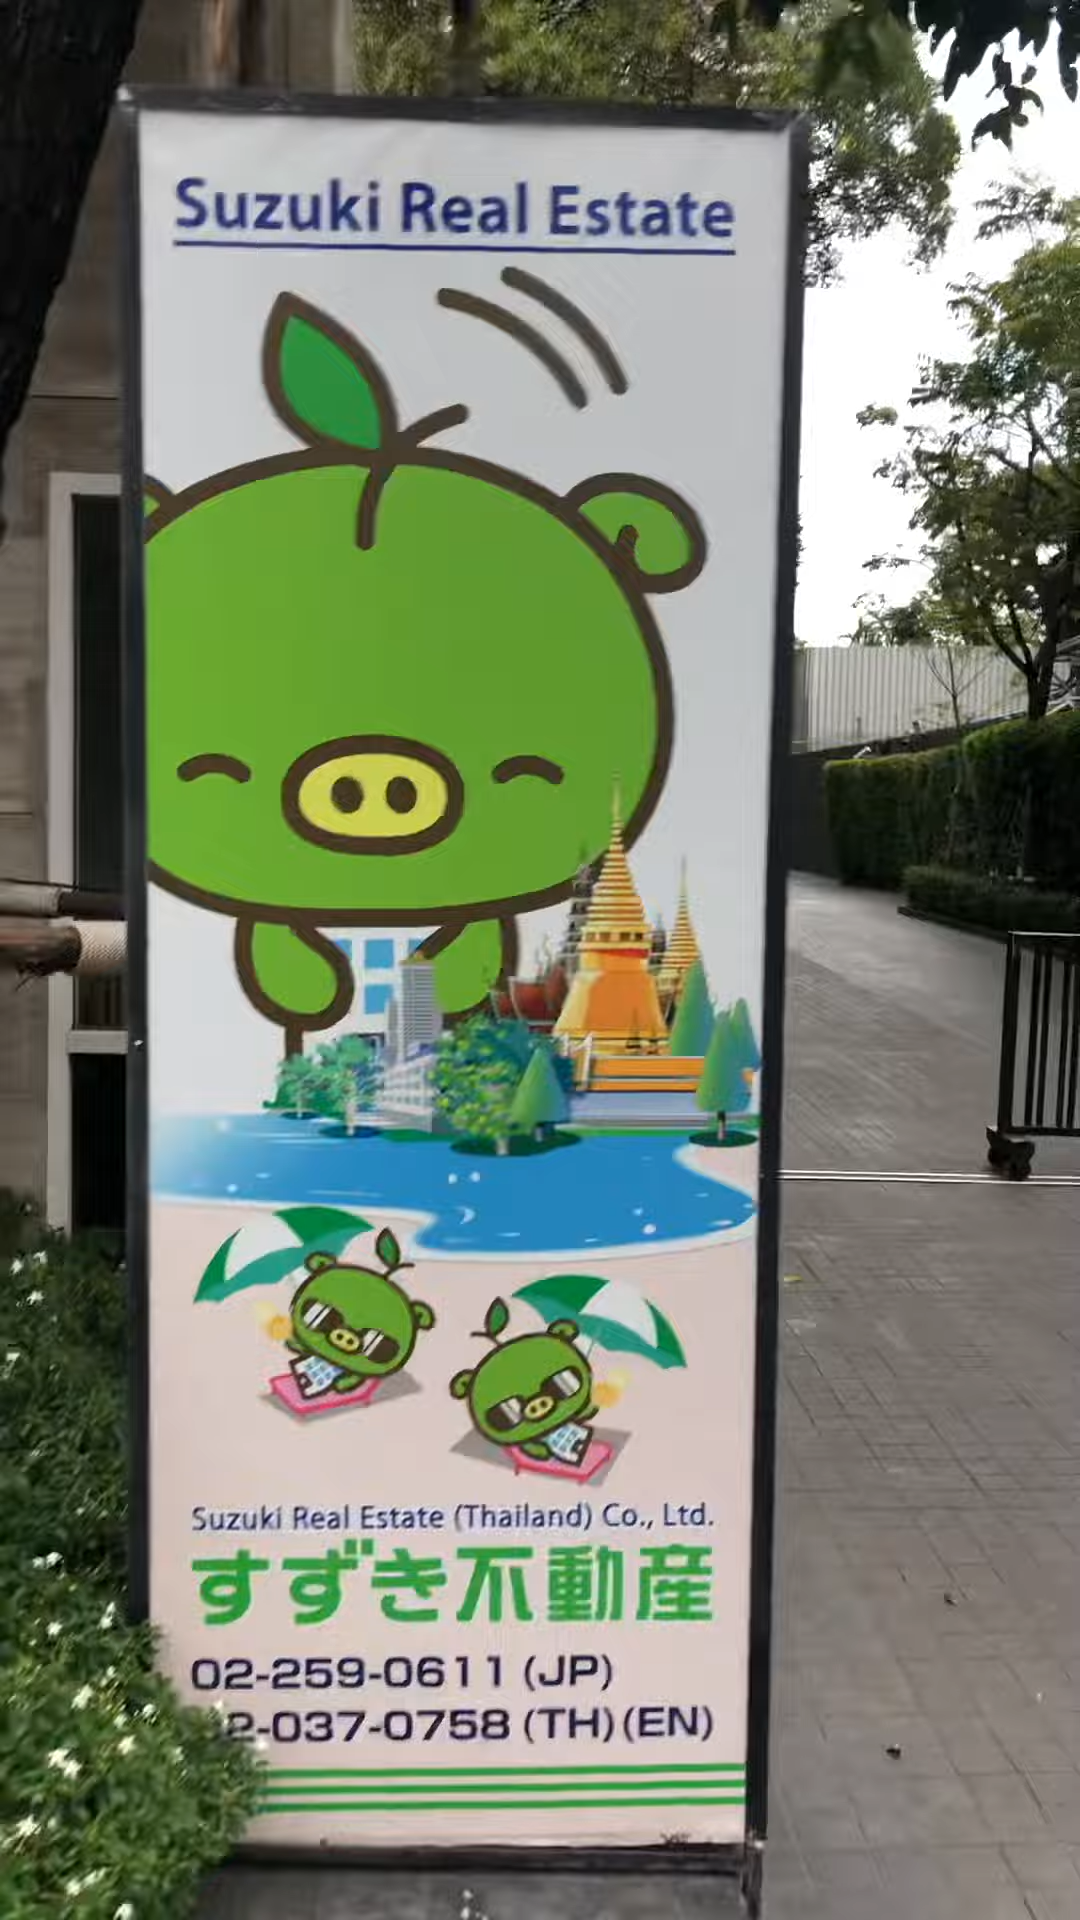 Suzuki Real Estate
Suzuki Real Estate (Thailand) Co., Ltd.
すずき不動産
02-259-0611 (JP)
2-037-0758 (TH) (EN)